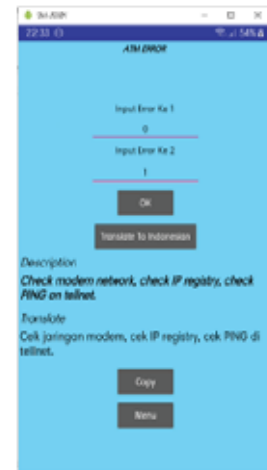 22:33
54%
ATM ERROR
Input Error Ke 1
0
Input Error Ke 2
1
OK
Translate To Indonesian
Description
Check modem network, check IP registry, check
PING on telinet.
Translate
Cek jaringan modem, cek IP registry, cek PING di
telinet.
Copy
Menu